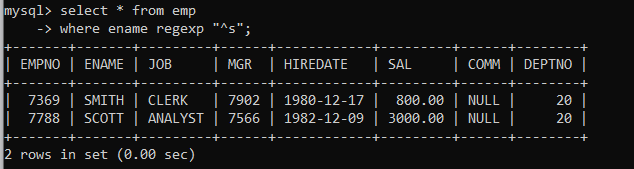 mysql> select * from emp
    -> where ename regexp "^s";
+-------+-------+---------+------+------------+---------+------+--------+
| EMPNO | ENAME | JOB     | MGR  | HIREDATE   | SAL     | COMM | DEPTNO |
+-------+-------+---------+------+------------+---------+------+--------+
|  7369 | SMITH | CLERK   | 7902 | 1980-12-17 |  800.00 | NULL |     20 |
|  7788 | SCOTT | ANALYST | 7566 | 1982-12-09 | 3000.00 | NULL |     20 |
+-------+-------+---------+------+------------+---------+------+--------+
2 rows in set (0.00 sec)